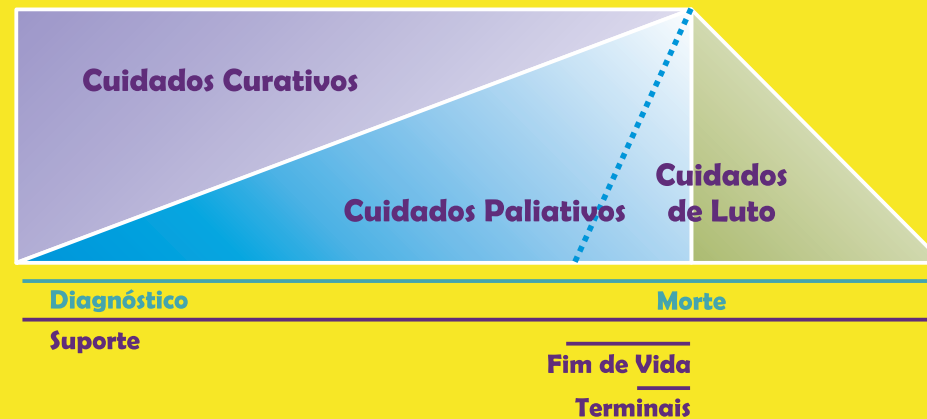 Cuidados Curativos
Cuidados Paliativos
Cuidados
de Luto
Diagnóstico
Morte
Suporte
Fim de Vida
Terminais